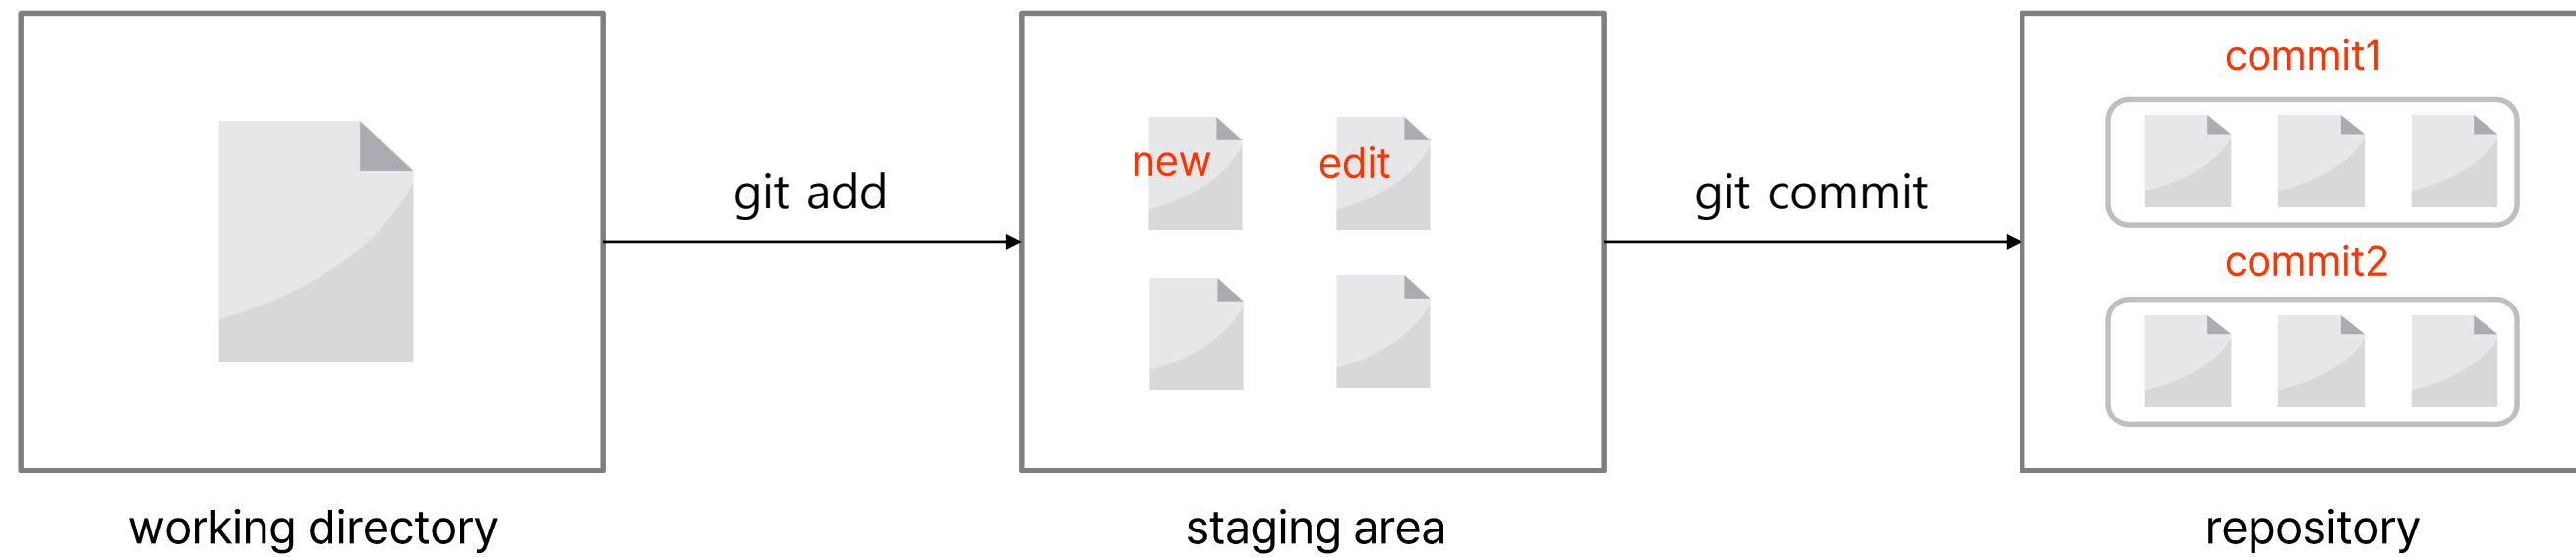 working directory
git add
new
edit
staging area
git commit
commit1
commit2
repository